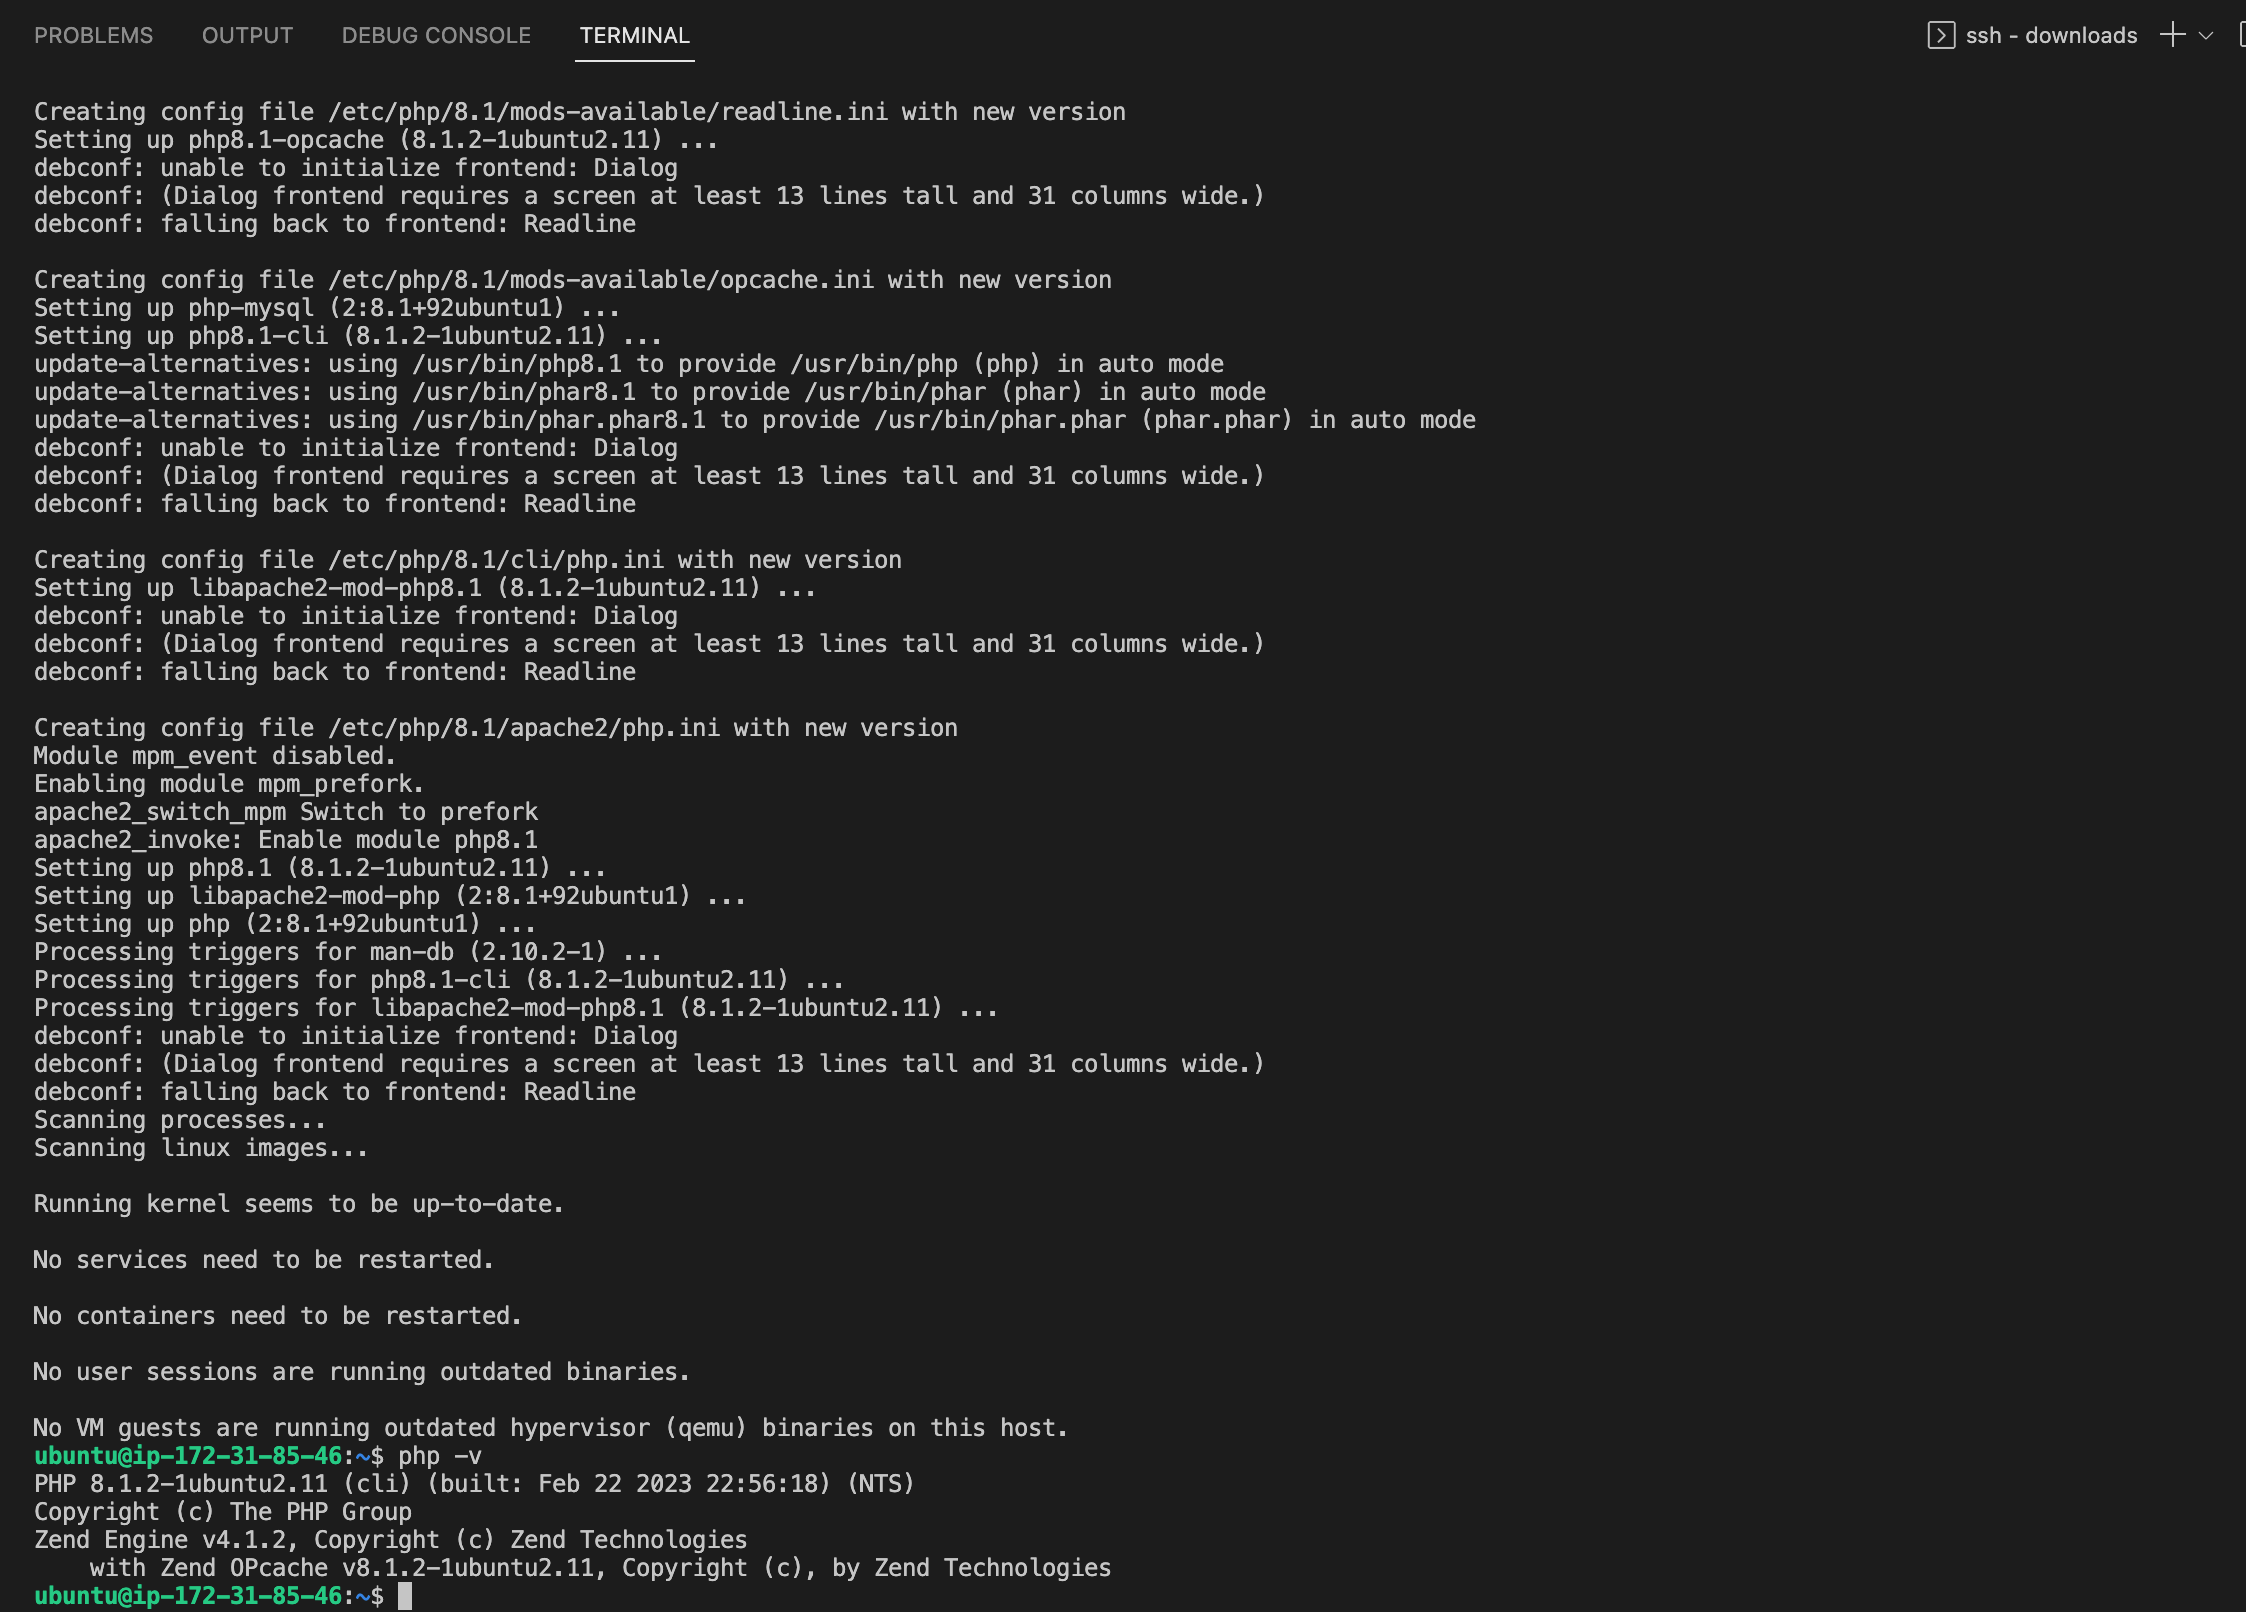 PROBLEMS OUTPUT DEBUG CONSOLE TERMINAL ssh - downloads
Creating config file /etc/php/8.1/mods-available/readline.ini with new version
Setting up php8.1-opcache (8.1.2-1ubuntu2.11) ...
debconf: unable to initialize frontend: Dialog
debconf: (Dialog frontend requires a screen at least 13 lines tall and 31 columns wide.)
debconf: falling back to frontend: Readline
Creating config file /etc/php/8.1/mods-available/opcache.ini with new version
Setting up php-mysql (2:8.1+92ubuntu1) ...
Setting up php8.1-cli (8.1.2-1ubuntu2.11) ...
update-alternatives: using /usr/bin/php8.1 to provide /usr/bin/php (php) in auto mode
update-alternatives: using /usr/bin/phar8.1 to provide /usr/bin/phar (phar) in auto mode
update-alternatives: using /usr/bin/phar.phar8.1 to provide /usr/bin/phar.phar (phar.phar) in auto mode
debconf: unable to initialize frontend: Dialog
debconf: (Dialog frontend requires a screen at least 13 lines tall and 31 columns wide.)
debconf: falling back to frontend: Readline
Creating config file /etc/php/8.1/cli/php.ini with new version
Setting up libapache2-mod-php8.1 (8.1.2-1ubuntu2.11) ...
debconf: unable to initialize frontend: Dialog
debconf: (Dialog frontend requires a screen at least 13 lines tall and 31 columns wide.)
debconf: falling back to frontend: Readline
Creating config file /etc/php/8.1/apache2/php.ini with new version
Module mpm_event disabled.
Enabling module mpm_prefork.
apache2_switch_mpm Switch to prefork
apache2_invoke: Enable module php8.1
Setting up php8.1 (8.1.2-1ubuntu2.11) ...
Setting up libapache2-mod-php (2:8.1+92ubuntu1) ...
Setting up php (2:8.1+92ubuntu1) ...
Processing triggers for man-db (2.10.2-1) ...
Processing triggers for php8.1-cli (8.1.2-1ubuntu2.11) ...
Processing triggers for libapache2-mod-php8.1 (8.1.2-1ubuntu2.11) ...
debconf: unable to initialize frontend: Dialog
debconf: (Dialog frontend requires a screen at least 13 lines tall and 31 columns wide.)
debconf: falling back to frontend: Readline
Scanning processes...
Scanning linux images...
Running kernel seems to be up-to-date.
No services need to be restarted.
No containers need to be restarted.
No user sessions are running outdated binaries.
No VM guests are running outdated hypervisor (qemu) binaries on this host.
ubuntu@ip-172-31-85-46:~$ php -v
PHP 8.1.2-1ubuntu2.11 (cli) (built: Feb 22 2023 22:56:18) (NTS)
Copyright (c) The PHP Group
Zend Engine v4.1.2, Copyright (c) Zend Technologies
    with Zend OPcache v8.1.2-1ubuntu2.11, Copyright (c), by Zend Technologies
ubuntu@ip-172-31-85-46:~$